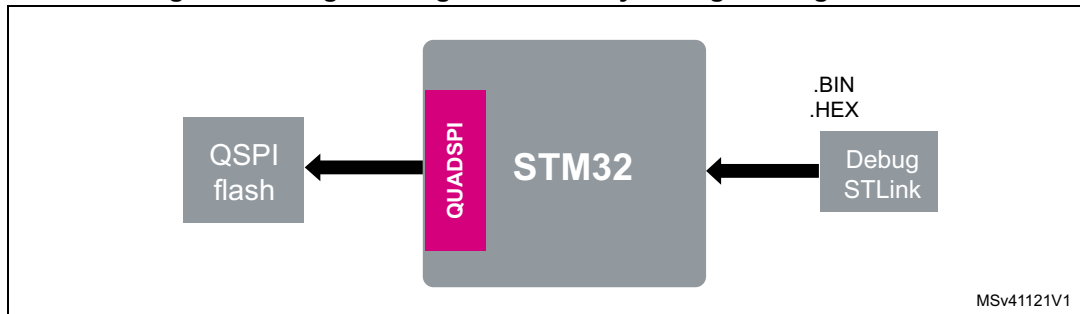 QSPI
flash
QUADSPI
STM32
.BIN
.HEX
Debug
STLink
MSv41121V1